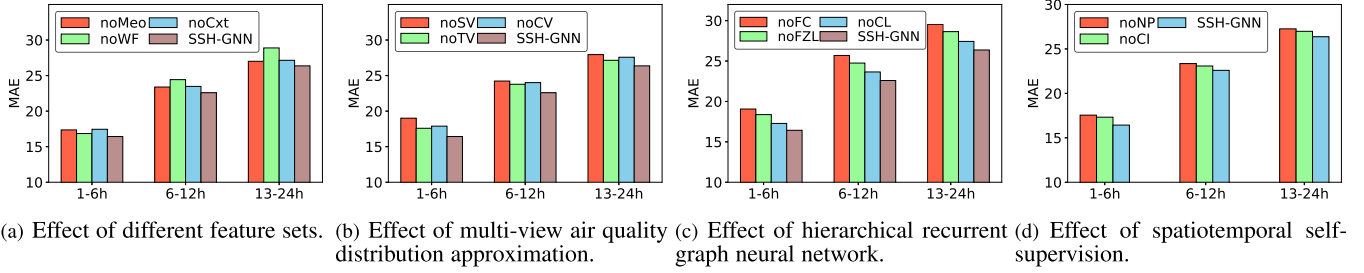 noMeo noCxt
noWF SSH-GNN
MAE
30
25
20
15
10
1-6h 6-12h 13-24h
(a) Effect of different feature sets.
noSV noCV
noTV SSH-GNN
MAE
30
25
20
15
10
1-6h 6-12h 13-24h
(b) Effect of multi-view air quality
distribution approximation.
noFC noCL
noFZL SSH-GNN
MAE
30
25
20
15
10
1-6h 6-12h 13-24h
(c) Effect of hierarchical recurrent
graph neural network.
noNP SSH-GNN
noCI
MAE
30
25
20
15
10
1-6h 6-12h 13-24h
(d) Effect of spatiotemporal self-
supervision.